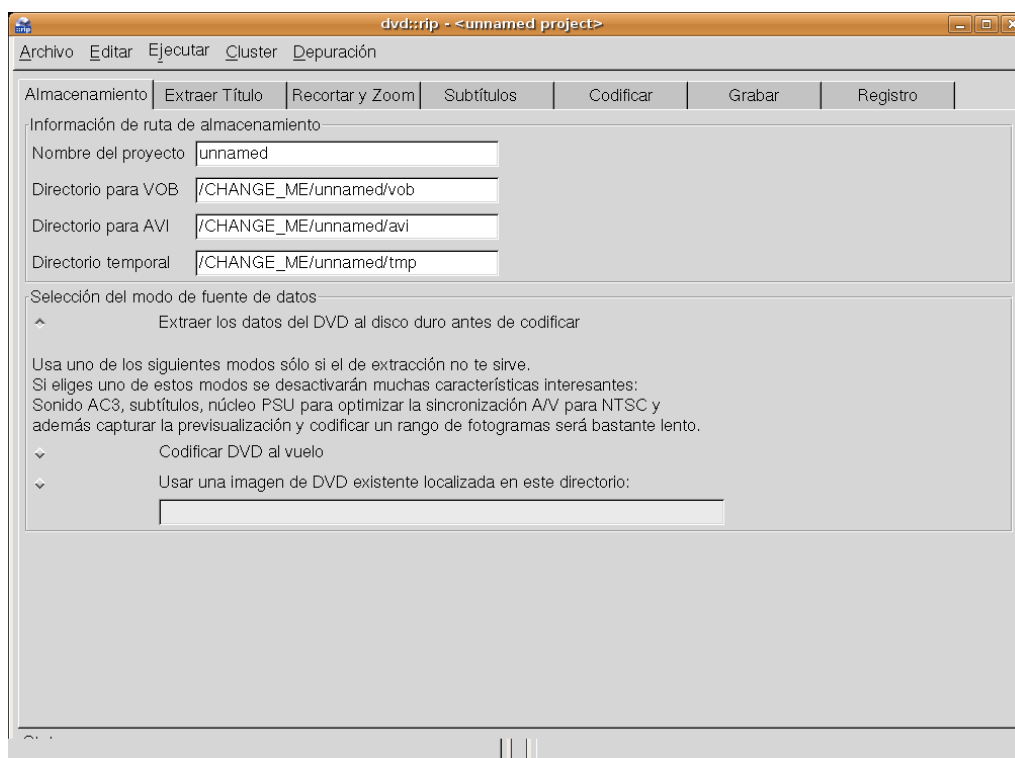 dvd::rip - <unnamed project>
Archivo Editar Ejecutar Cluster Depuración
Almacenamiento Extraer Título Recortar y Zoom Subtítulos Codificar Grabar Registro
Información de ruta de almacenamiento
Nombre del proyecto unnamed
Directorio para VOB /CHANGE_ME/unnamed/vob
Directorio para AVI /CHANGE_ME/unnamed/avi
Directorio temporal /CHANGE_ME/unnamed/tmp
Selección del modo de fuente de datos
Extraer los datos del DVD al disco duro antes de codificar
Usa uno de los siguientes modos sólo si el de extracción no te sirve.
Si eliges uno de estos modos se desactivarán muchas características interesantes:
Sonido AC3, subtítulos, núcleo PSU para optimizar la sincronización A/V para NTSC y
además capturar la previsualización y codificar un rango de fotogramas será bastante lento.
Codificar DVD al vuelo
Usar una imagen de DVD existente localizada en este directorio: